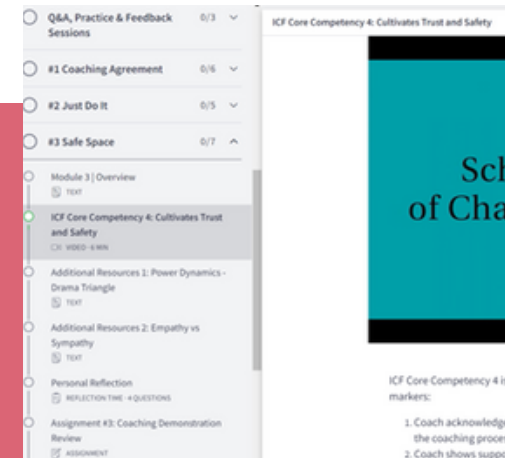 Q&A, Practice & Feedback
Sessions
0/3
#1 Coaching Agreement
0/6
#2 Just Do It
0/5
#3 Safe Space
0/7
Module 3 | Overview
TEXT
ICF Core Competency 4: Cultivates Trust
and Safety
VIDEO · 6 MIN
Additional Resources 1: Power Dynamics -
Drama Triangle
TEXT
Additional Resources 2: Empathy vs
Sympathy
TEXT
Personal Reflection
REFLECTION TIME · 4 QUESTIONS
Assignment #3: Coaching Demonstration
Review
ASSIGNMENT
ICF Core Competency 4: Cultivates Trust and Safety
Sch
of Cha
ICF Core Competency 4 i
markers:
1. Coach acknowledge
the coaching proces
2. Coach shows suppo